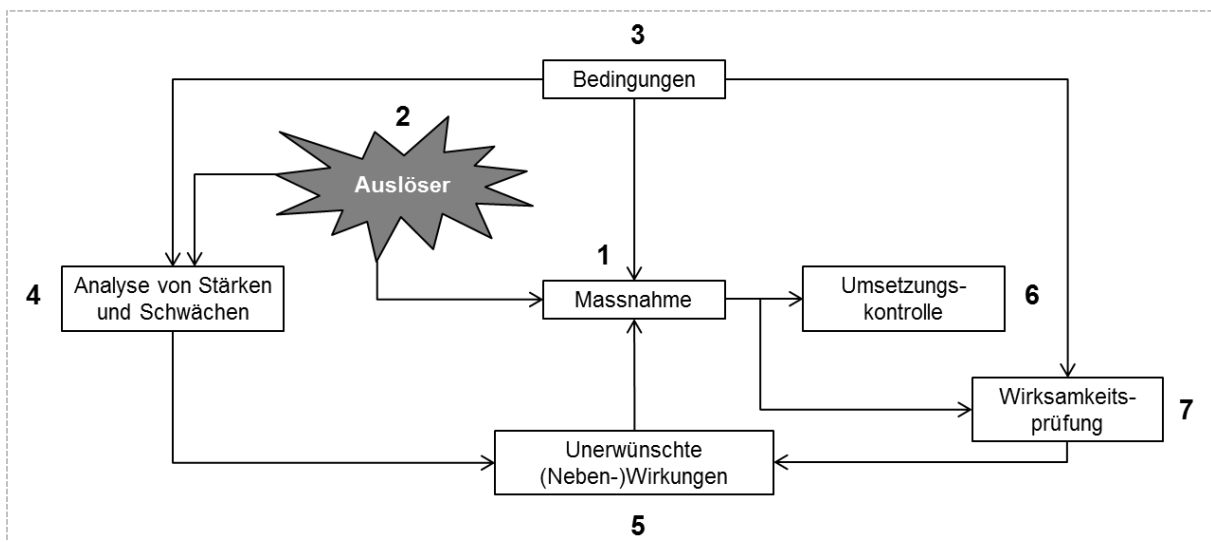 3
Bedingungen
2
Auslöser
1
Massnahme
4
Analyse von Stärken
und Schwächen
Umsetzungs-
kontrolle
6
Wirksamkeits-
prüfung
7
Unerwünschte
(Neben-)Wirkungen
5